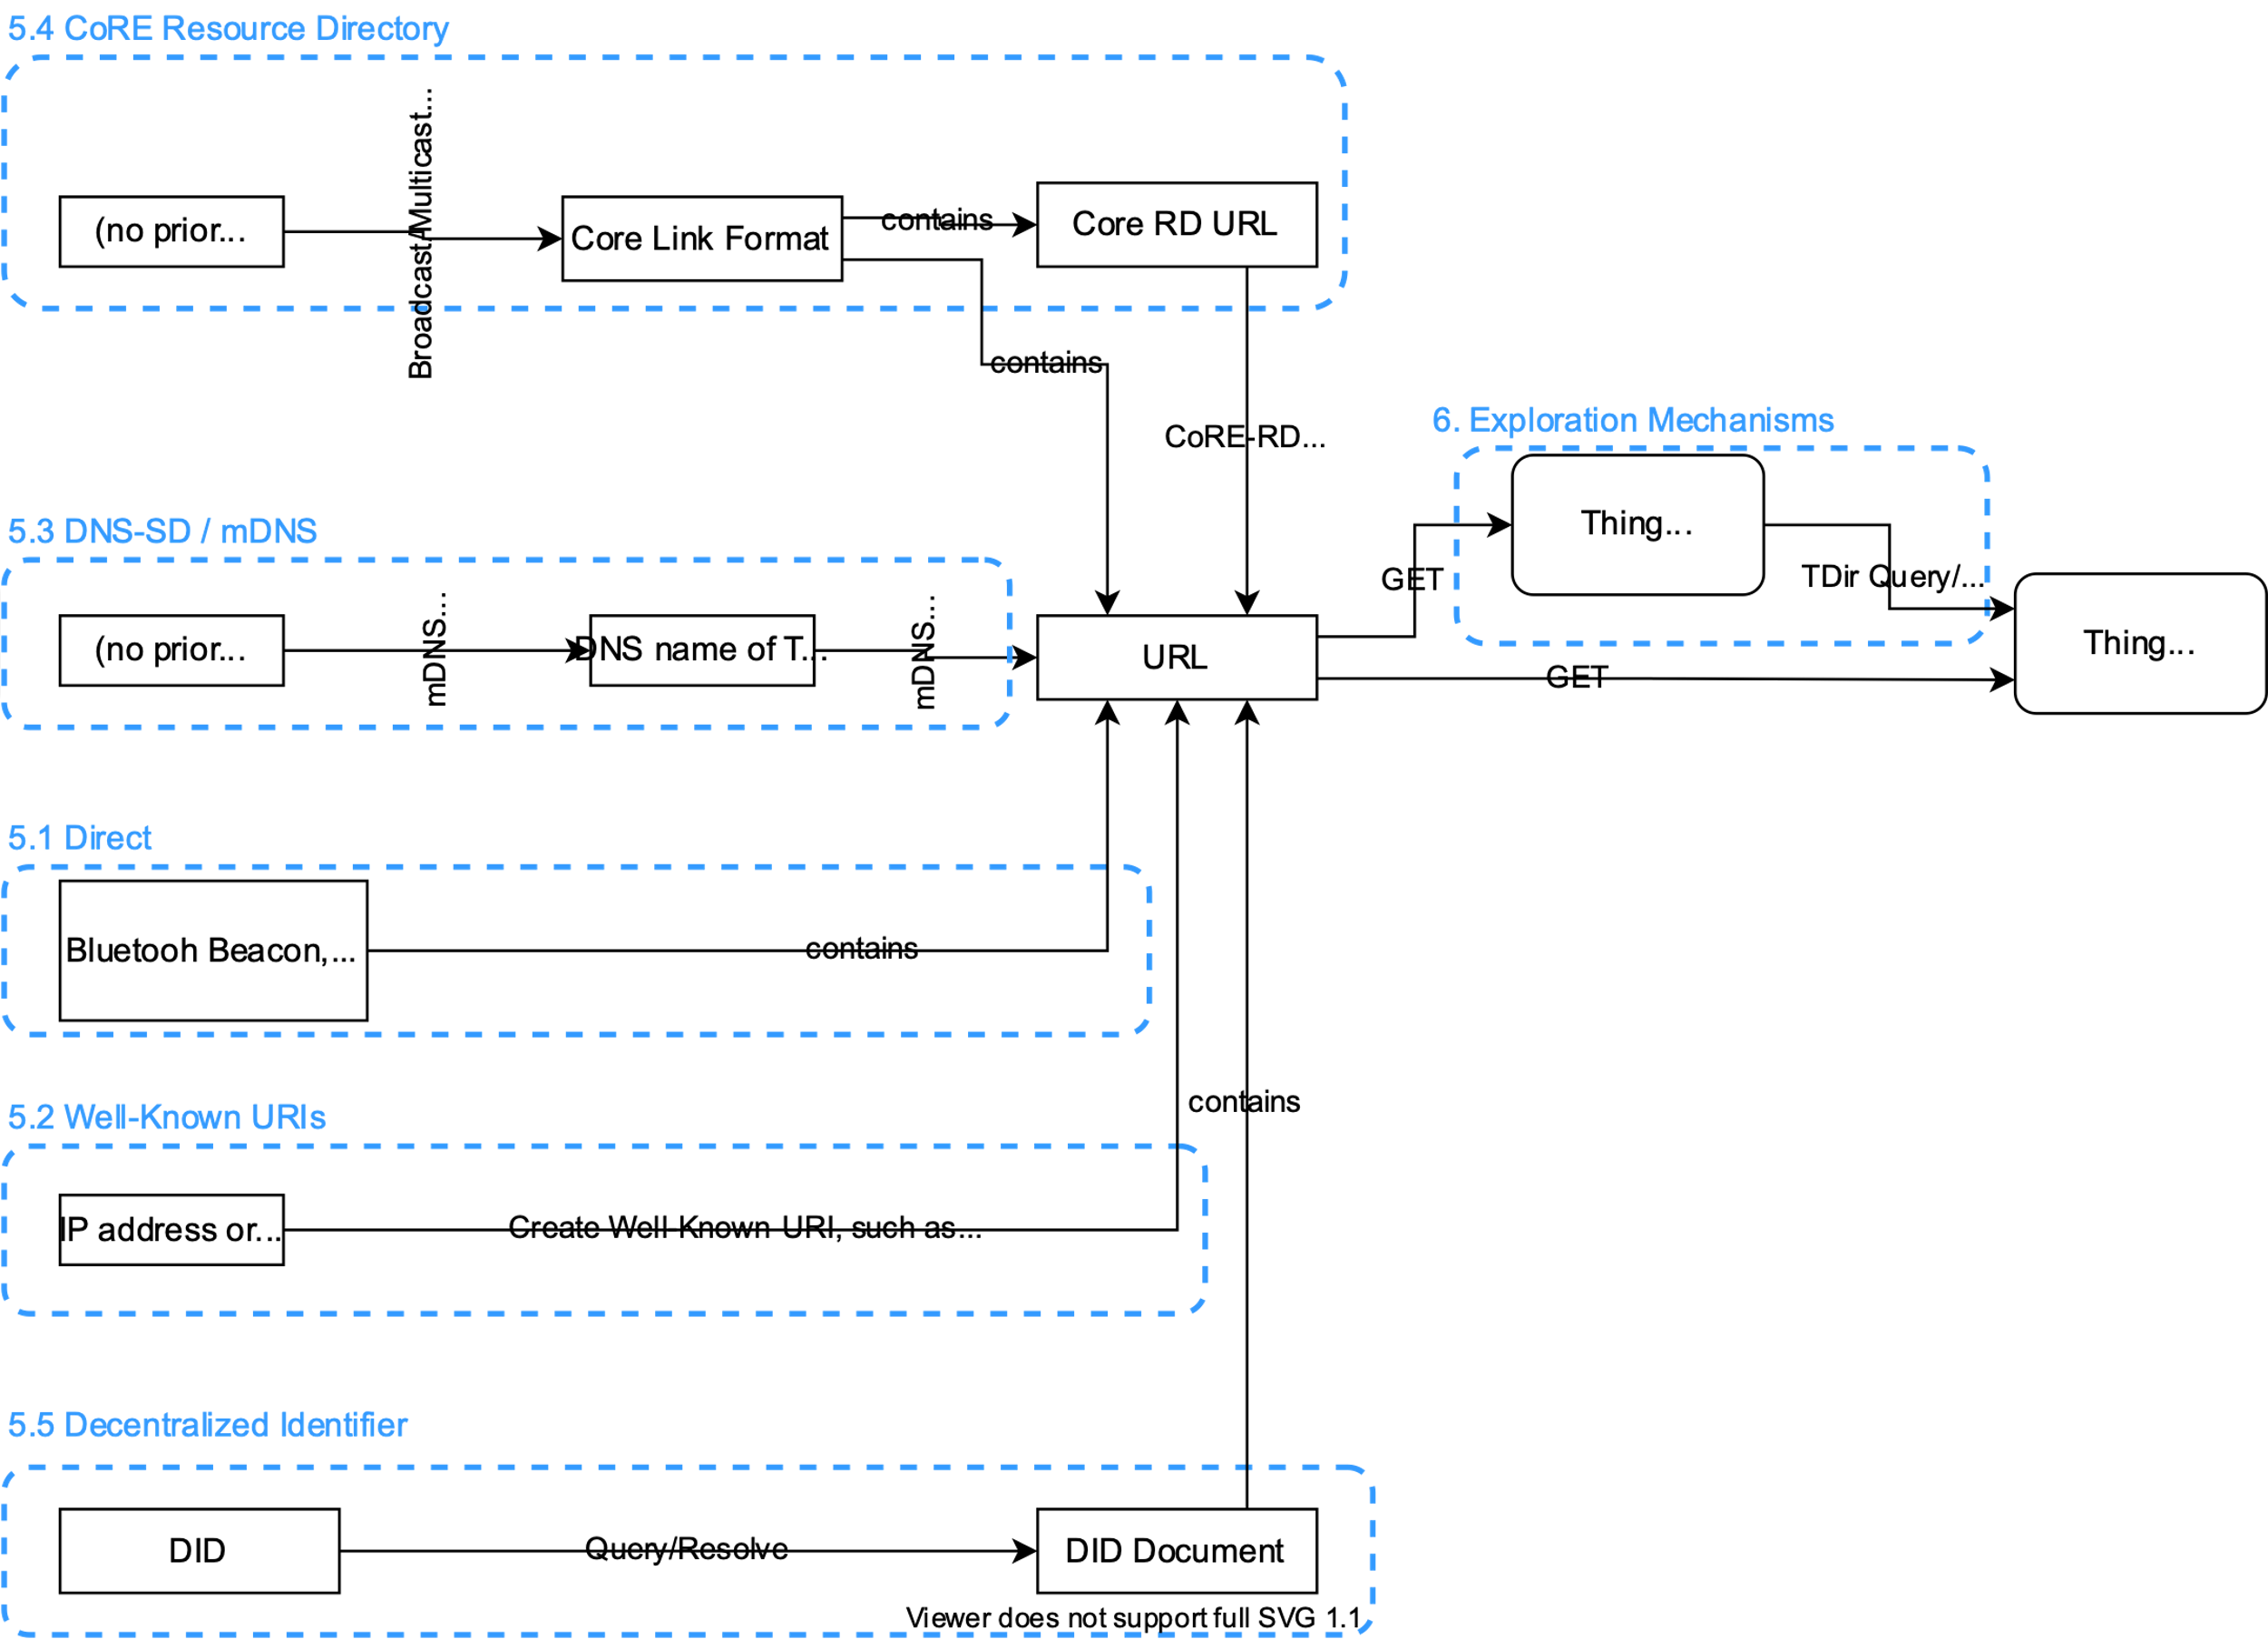 5.4 CoRE Resource Directory
Broadcast/Multicast...
(no prior...
Core Link Format
contains
Core RD URL
contains
CoRE-RD...
6. Exploration Mechanisms
Thing...
GET
TDir Query/...
5.3 DNS-SD / mDNS
(no prior...
mDNS...
DNS name of T...
mDNS...
URL
GET
Thing...
5.1 Direct
Bluetooh Beacon,...
contains
5.2 Well-Known URIs
contains
IP address or...
Create Well-Known URI, such as...
5.5 Decentralized Identifier
DID
Query/Resolve
DID Document
Viewer does not support full SVG 1.1